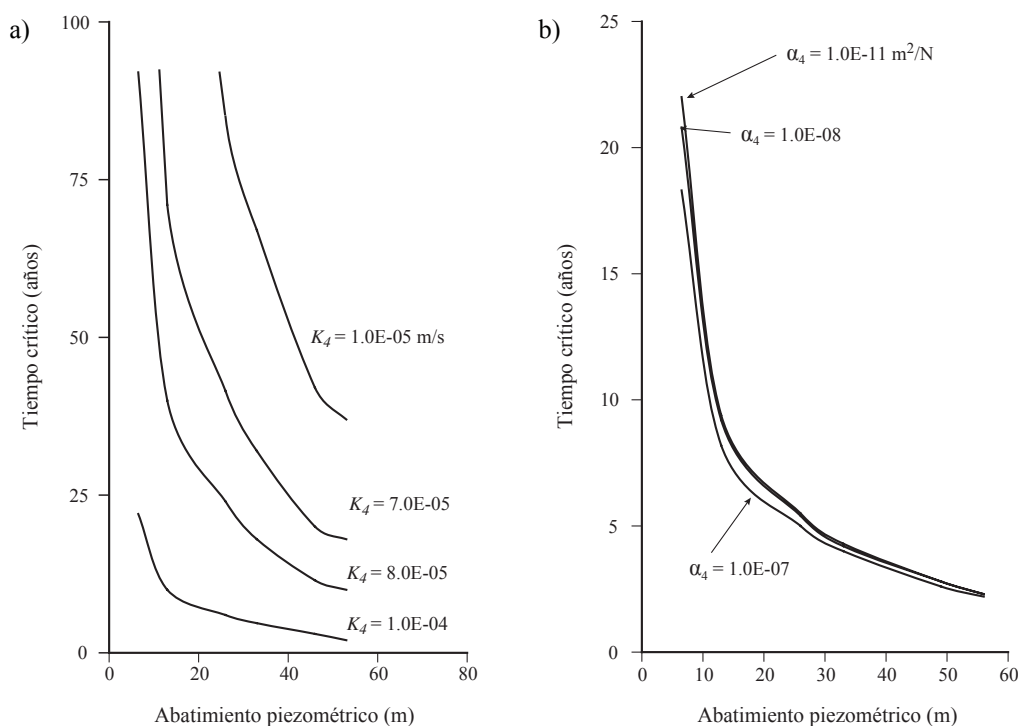 a)
100
75
50
25
0
0
20
40
60
80
Tiempo crítico (años)
Abatimiento piezométrico (m)
K4 = 1.0E-05 m/s
K4 = 7.0E-05
K4 = 8.0E-05
K4 = 1.0E-04
b)
25
20
15
10
5
0
0
10
20
30
40
50
60
Tiempo crítico (años)
Abatimiento piezométrico (m)
α4 = 1.0E-11 m²/N
α4 = 1.0E-08
α4 = 1.0E-07